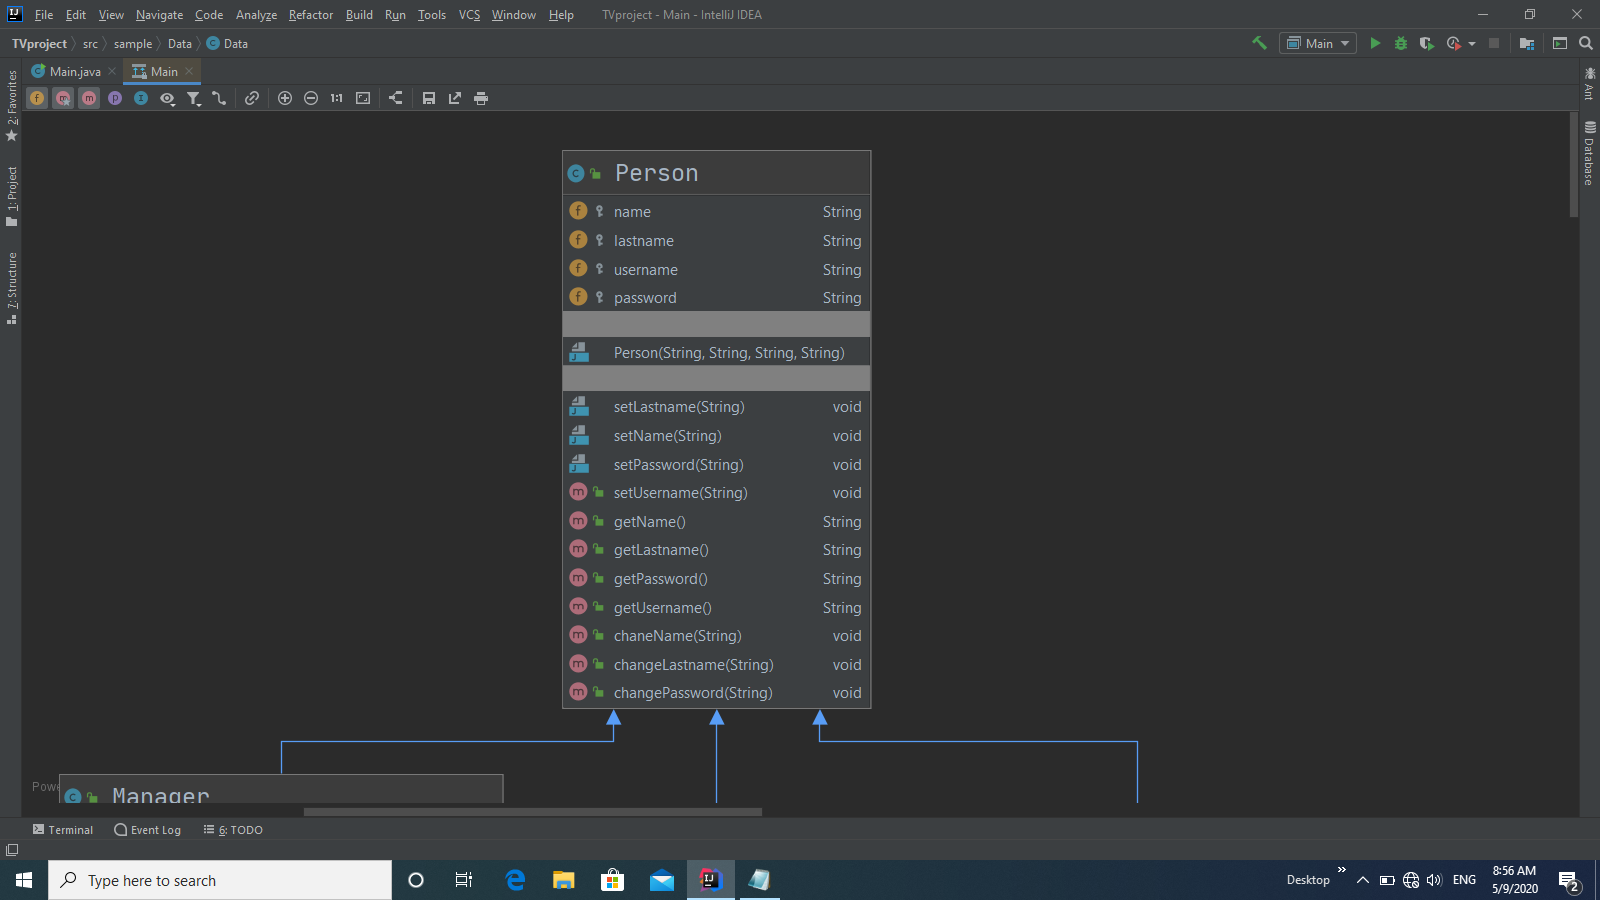 File Edit View Navigate Code Analyze Refactor Build Run Tools VCS Window Help TVproject - Main - IntelliJ IDEA
TVproject src sample Data Data Main
Main.java Main
1:1
2: Favorites
1: Project
7: Structure
Ant
Database
Person
name String
lastname String
username String
password String
Person(String, String, String, String)
setLastname(String) void
setName(String) void
setPassword(String) void
setUsername(String) void
getName() String
getLastname() String
getPassword() String
getUsername() String
chaneName(String) void
changeLastname(String) void
changePassword(String) void
Manager
Terminal Event Log 6: TODO
Type here to search
Desktop ENG
8:56 AM
5/9/2020
2